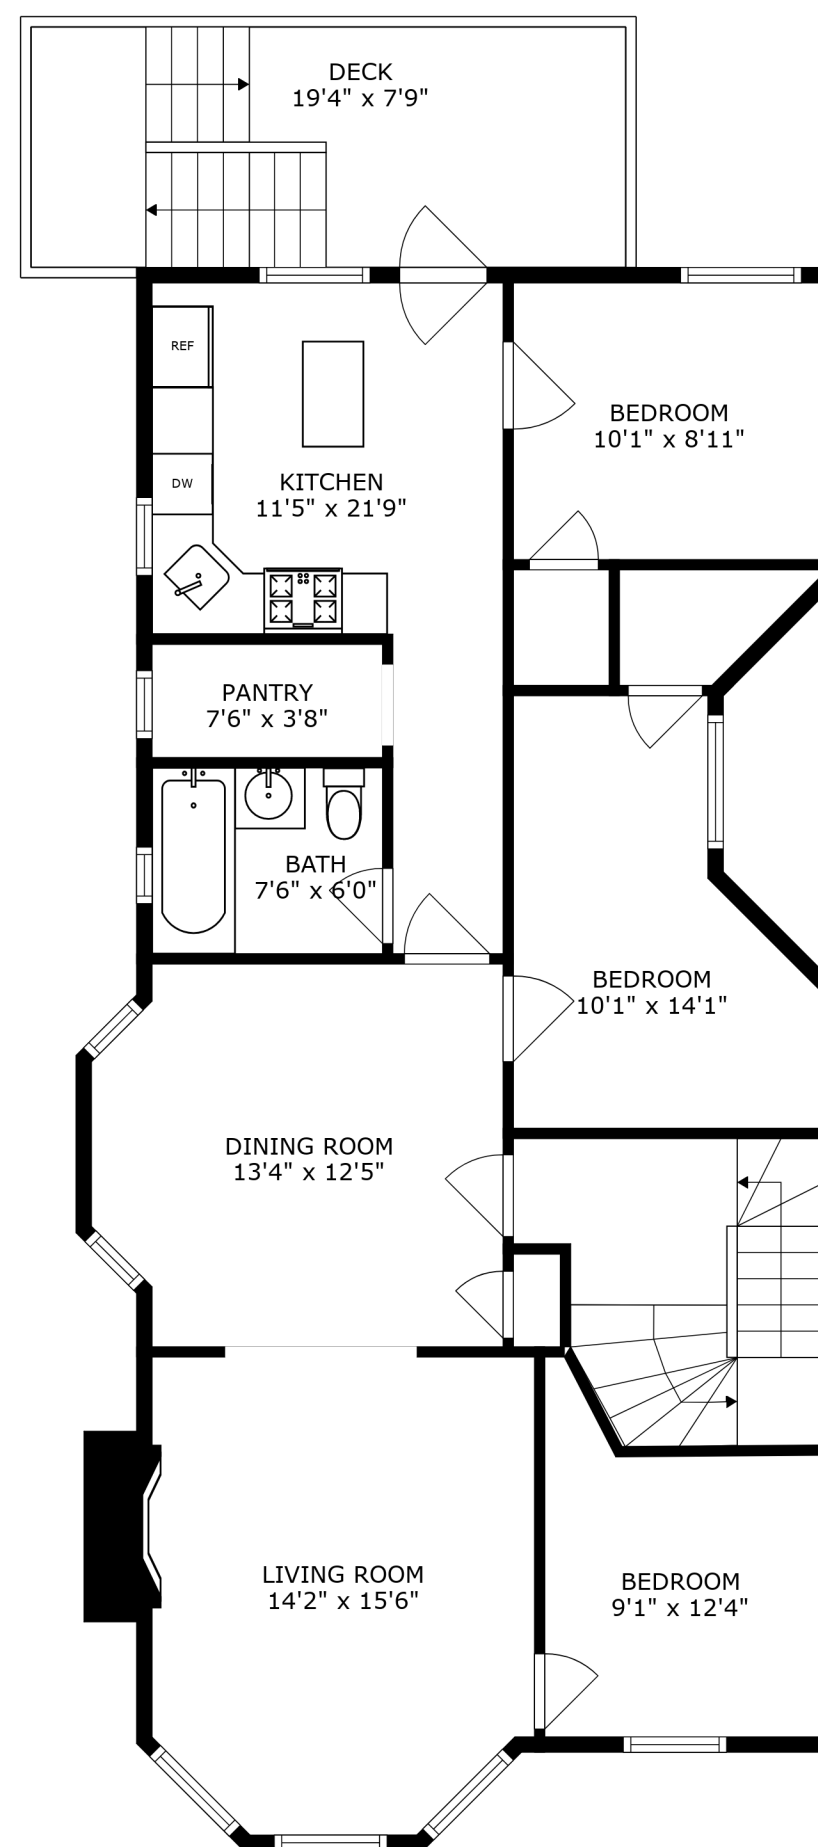 DECK
19'4" x 7'9"
REF
BEDROOM
10'1" x 8'11"
DW
KITCHEN
11'5" x 21'9"
PANTRY
7'6" x 3'8"
BATH
7'6" x 6'0"
BEDROOM
10'1" x 14'1"
DINING ROOM
13'4" x 12'5"
LIVING ROOM
14'2" x 15'6"
BEDROOM
9'1" x 12'4"